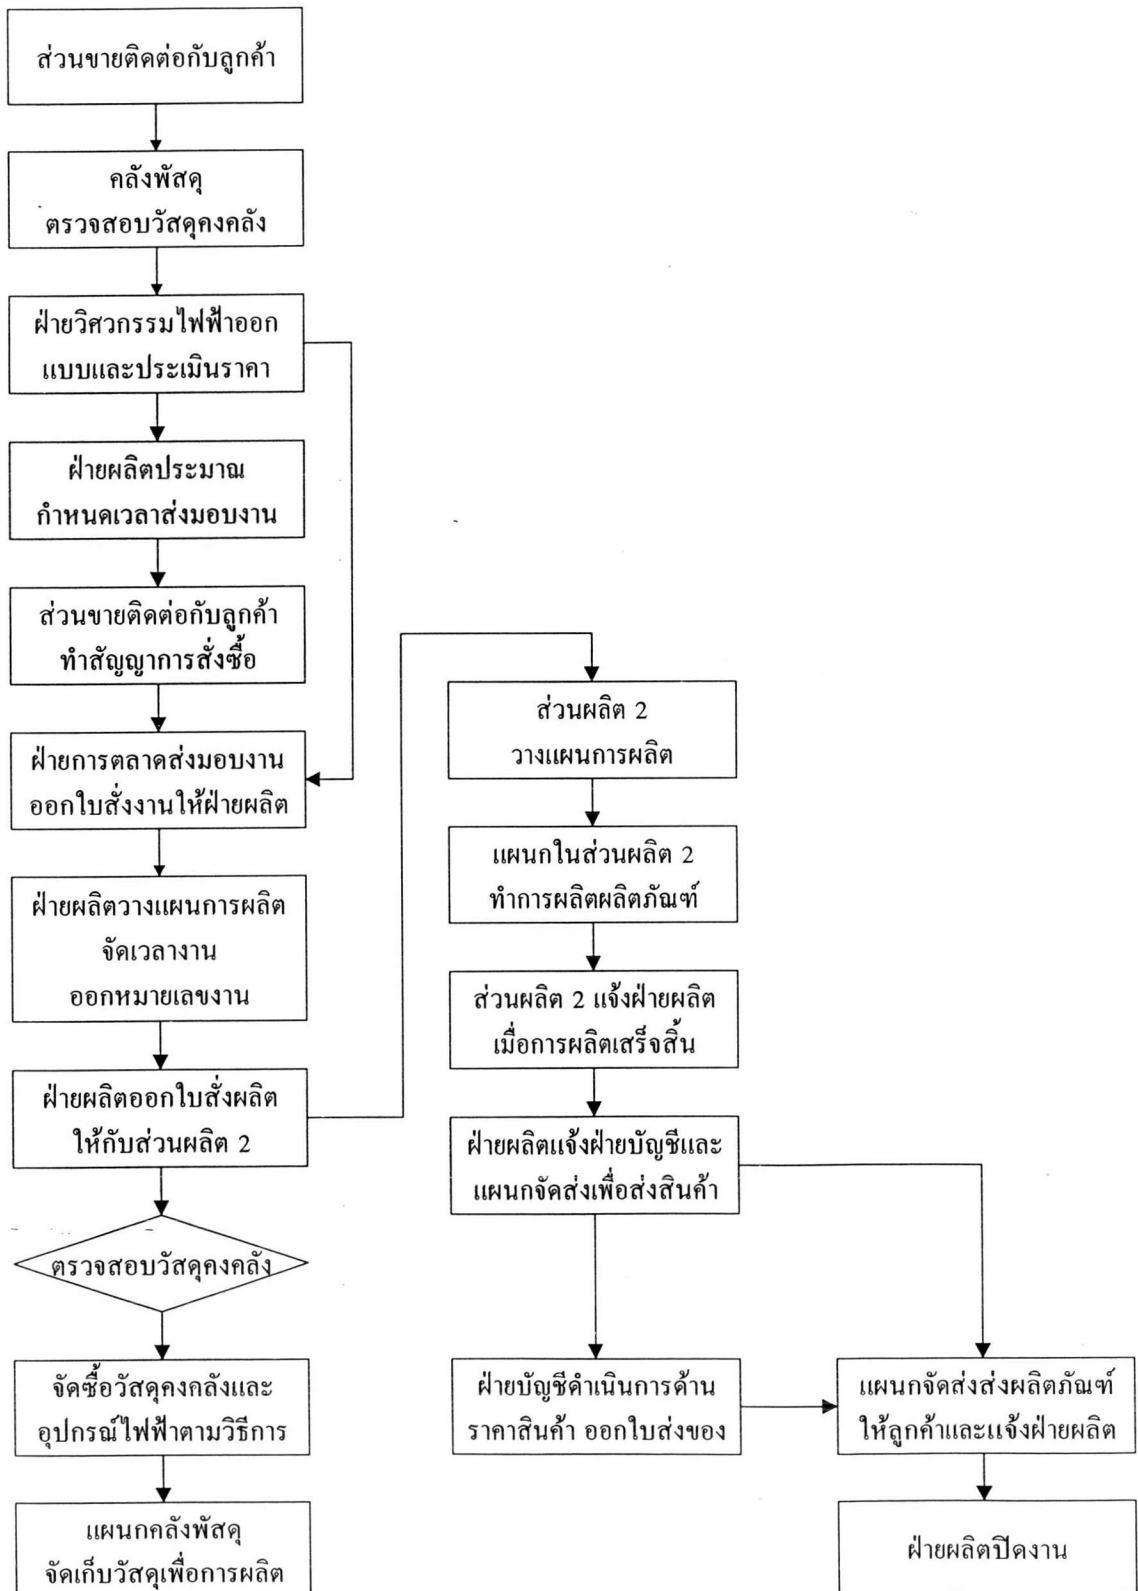 ส่วนขายติดต่อกับลูกค้า
คลังพัสดุ
ตรวจสอบวัสดุคงคลัง
ฝ่ายวิศวกรรมไฟฟ้าออก
แบบและประเมินราคา
ฝ่ายผลิตประมาณ
กำหนดเวลาส่งมอบงาน
ส่วนขายติดต่อกับลูกค้า
ทำสัญญาการสั่งซื้อ
ฝ่ายการตลาดส่งมอบงาน
ออกใบสั่งงานให้ฝ่ายผลิต
ฝ่ายผลิตวางแผนการผลิต
จัดเวลางาน
ออกหมายเลขงาน
ฝ่ายผลิตออกใบสั่งผลิต
ให้กับส่วนผลิต 2
ตรวจสอบวัสดุคงคลัง
จัดซื้อวัสดุคงคลังและ
อุปกรณ์ไฟฟ้าตามวิธีการ
แผนกคลังพัสดุ
จัดเก็บวัสดุเพื่อการผลิต
ส่วนผลิต 2
วางแผนการผลิต
แผนกในส่วนผลิต 2
ทำการผลิตผลิตภัณฑ์
ส่วนผลิต 2 แจ้งฝ่ายผลิต
เมื่อการผลิตเสร็จสิ้น
ฝ่ายผลิตแจ้งฝ่ายบัญชีและ
แผนกจัดส่งเพื่อส่งสินค้า
ฝ่ายบัญชีดำเนินการด้าน
ราคาสินค้า ออกใบส่งของ
แผนกจัดส่งส่งผลิตภัณฑ์
ให้ลูกค้าและแจ้งฝ่ายผลิต
ฝ่ายผลิตปิดงาน